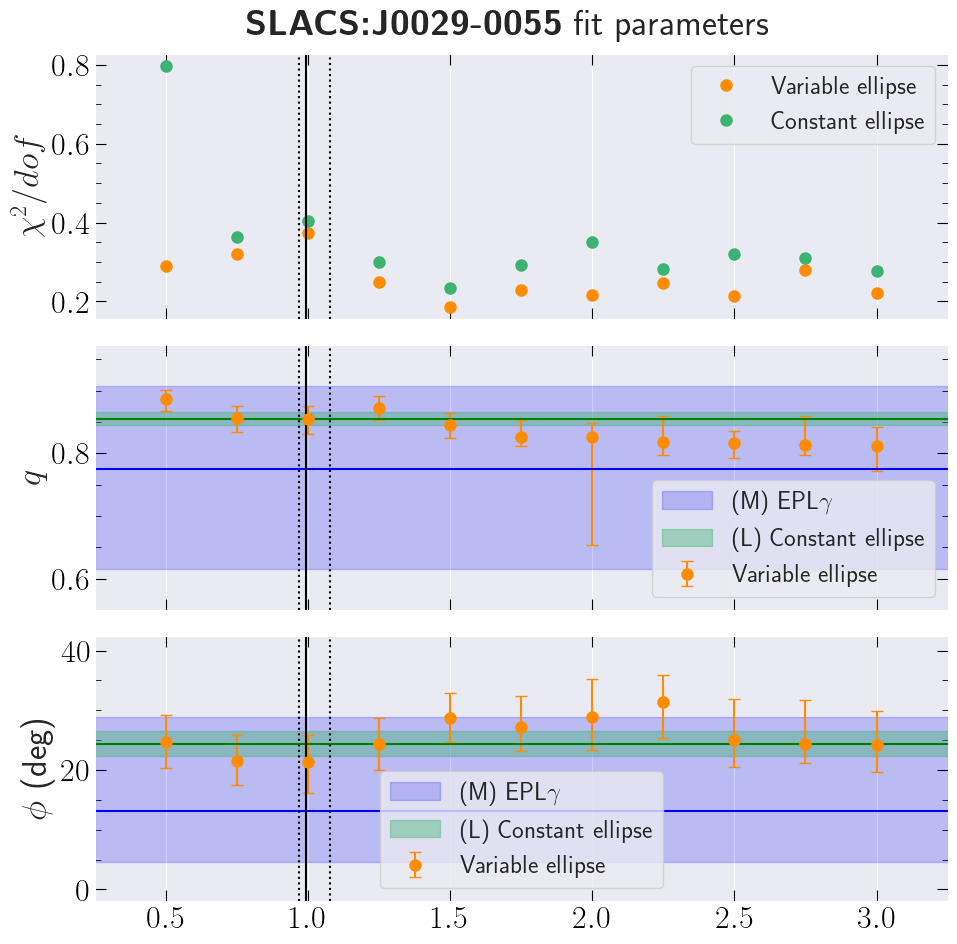 SLACS:J0029-0055 fit parameters
χ²/dof
0.8
0.6
0.4
0.2
Variable ellipse
Constant ellipse
q
0.8
0.6
(M) EPLγ
(L) Constant ellipse
Variable ellipse
ϕ (deg)
40
20
0
(M) EPLγ
(L) Constant ellipse
Variable ellipse
0.5 1.0 1.5 2.0 2.5 3.0